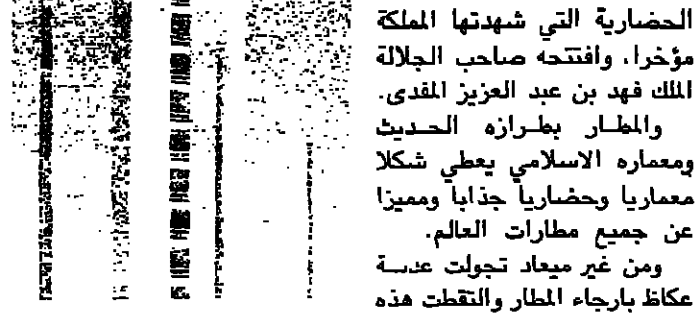 الحضارية التي شهدتها المملكة
مؤخرا، وافتتحه صاحب الجلالة
الملك فهد بن عبد العزيز المفدى.
والمطار بطرازه الحديث
ومعماره الاسلامي يعطي شكلا
معماريا وحضاريا جذابا ومميزا
عن جميع مطارات العالم.
ومن غير ميعاد تجولت عدسة
عكاظ بارجاء المطار والتقطت هذه